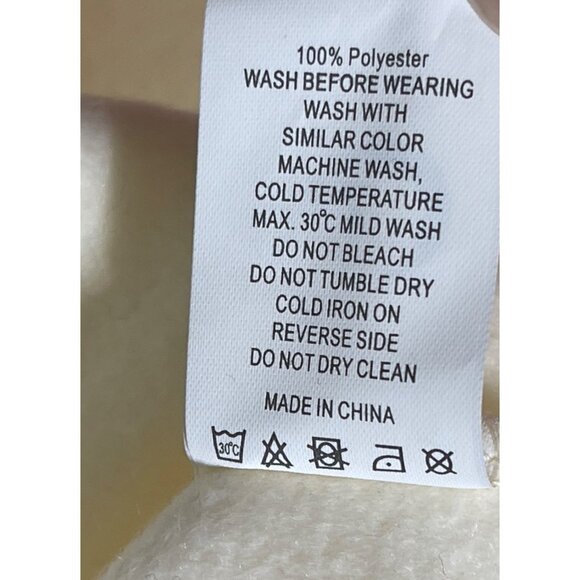 100% Polyester
WASH BEFORE WEARING
WASH WITH
SIMILAR COLOR
MACHINE WASH,
COLD TEMPERATURE
MAX. 30°C MILD WASH
DO NOT BLEACH
DO NOT TUMBLE DRY
COLD IRON ON
REVERSE SIDE
DO NOT DRY CLEAN
MADE IN CHINA
30°C